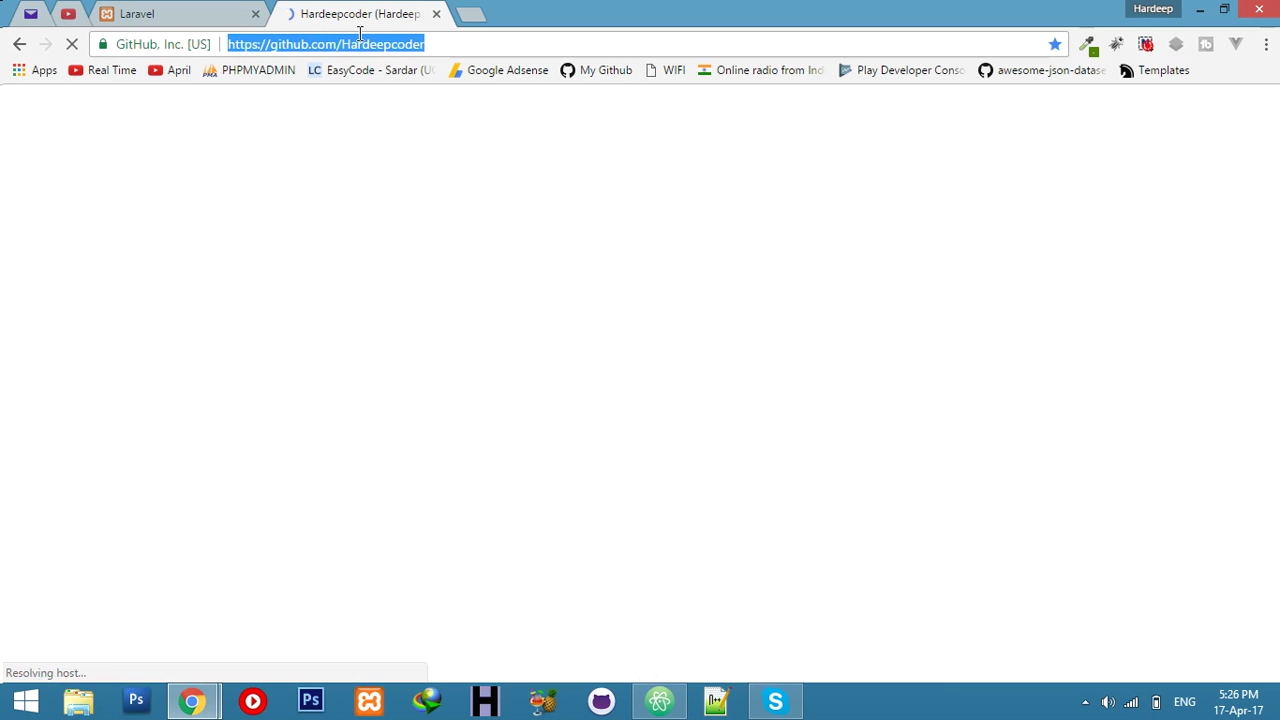 Laravel
Hardeepcoder (Hardeep
Hardeep
GitHub, Inc. [US]
https://github.com/Hardeepcoder
Apps
Real Time
April
PHPMYADMIN
LC EasyCode - Sardar (U
Google Adsense
My Github
WIFI
Online radio from Ind
Play Developer Conso
awesome-json-datase
Templates
Resolving host...
Ps
Ps
H
S
ENG
5:26 PM
17-Apr-17